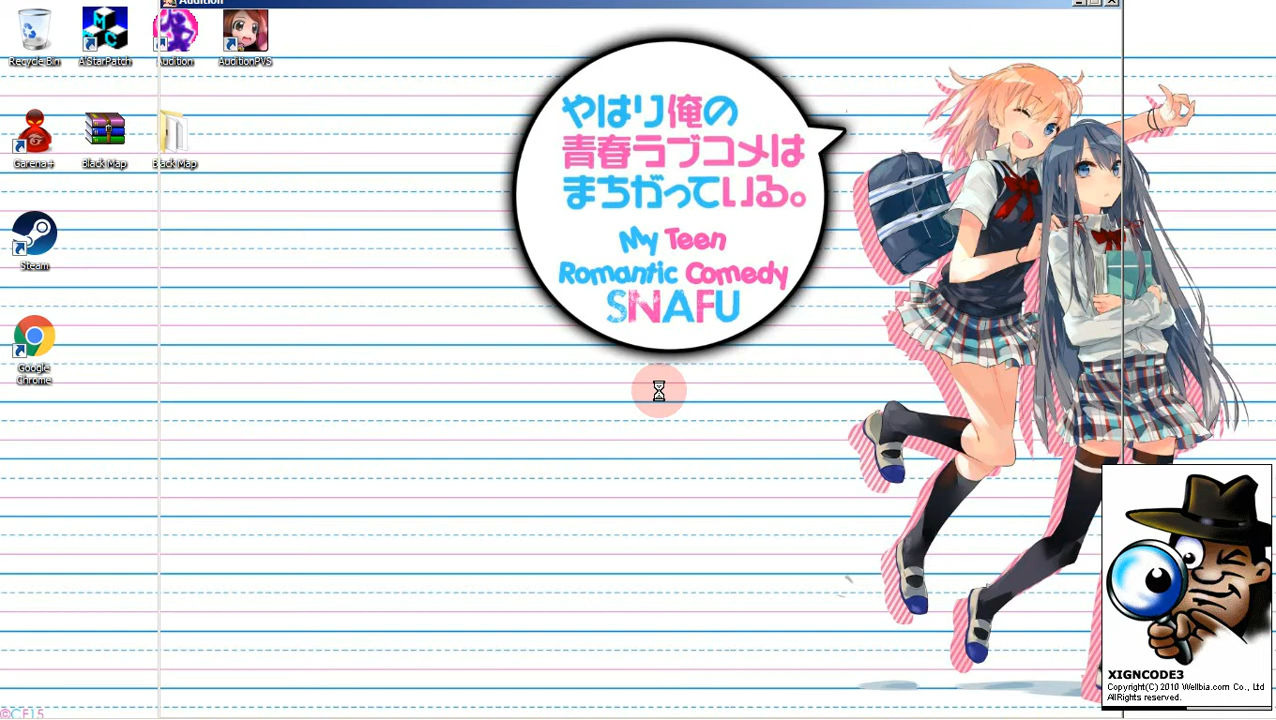 Audition
Recycle Bin
A'StarPatch
Audition
AuditionPVS
Garena+
Black Map
Black Map
Steam
Google
Chrome
やはり俺の
青春ラブコメは
まちがっている。
My Teen
Romantic Comedy
SNAFU
XIGNCODE3
Copyright(C) 2010 Wellbia.com Co., Ltd
AllRights reserved.